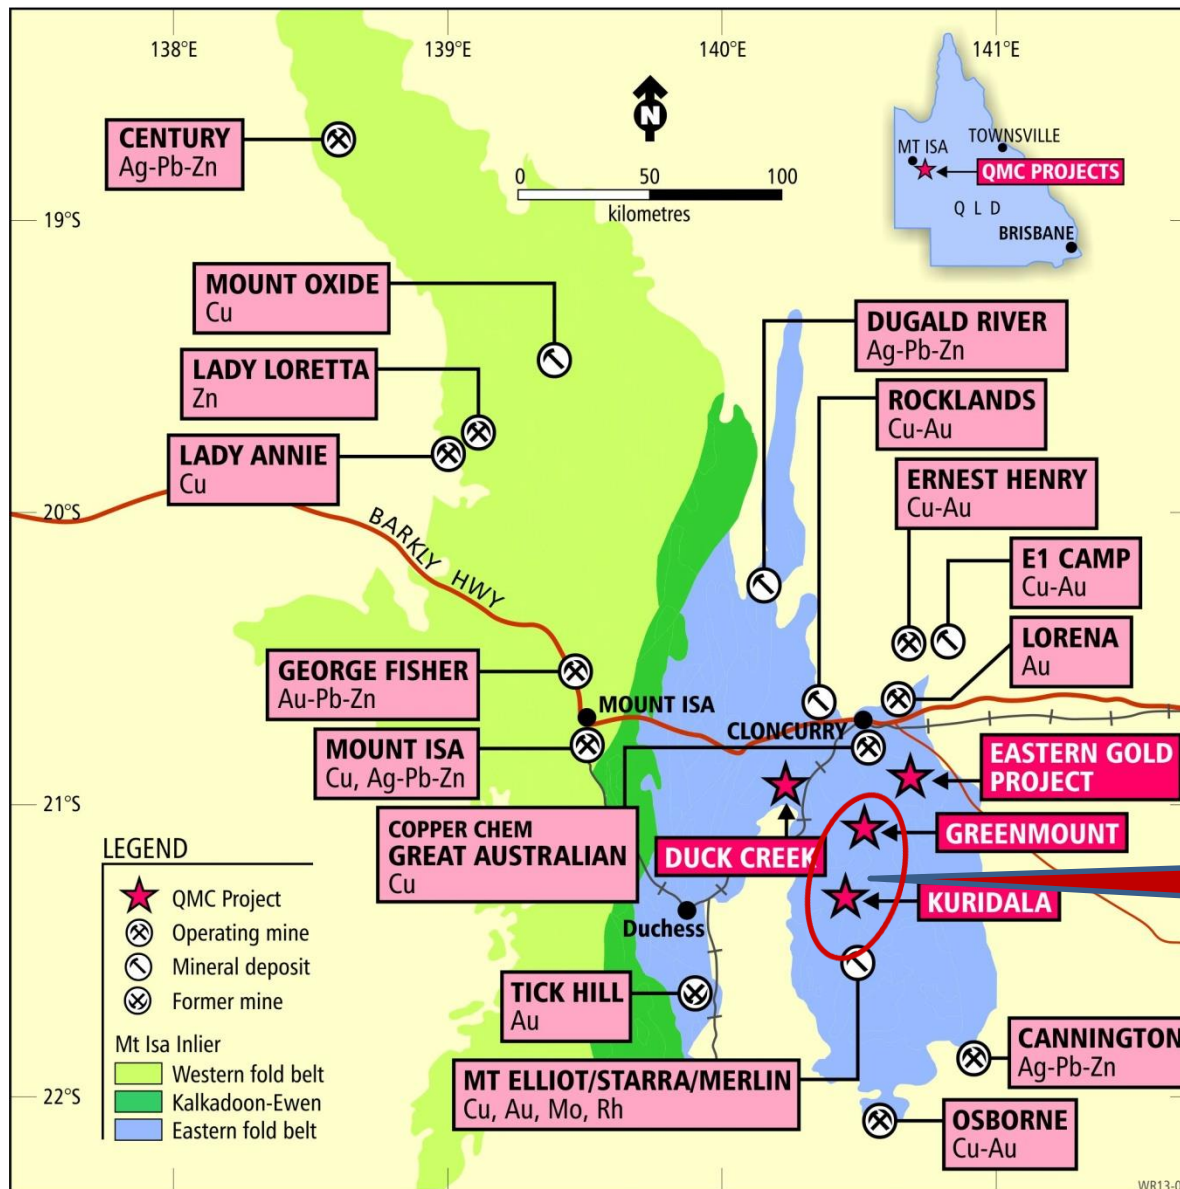 138°E
139°E
140°E
141°E
CENTURY
Ag-Pb-Zn
N
0 50 100
kilometres
TOWNSVILLE
MT ISA
QMC PROJECTS
Q L D
BRISBANE
19°S
MOUNT OXIDE
Cu
LADY LORETTA
Zn
LADY ANNIE
Cu
DUGALD RIVER
Ag-Pb-Zn
ROCKLANDS
Cu-Au
ERNEST HENRY
Cu-Au
20°S
BARKLY HWY
E1 CAMP
Cu-Au
LORENA
Au
GEORGE FISHER
Au-Pb-Zn
MOUNT ISA
CLONCURRY
MOUNT ISA
Cu, Ag-Pb-Zn
EASTERN GOLD
PROJECT
21°S
COPPER CHEM
GREAT AUSTRALIAN
Cu
DUCK CREEK
GREENMOUNT
KURIDALA
Duchess
LEGEND
QMC Project
Operating mine
Mineral deposit
Former mine
Mt Isa Inlier
Western fold belt
Kalkadoon-Ewen
Eastern fold belt
TICK HILL
Au
MT ELLIOT/STARRA/MERLIN
Cu, Au, Mo, Rh
CANNINGTON
Ag-Pb-Zn
22°S
OSBORNE
Cu-Au
WR13-0